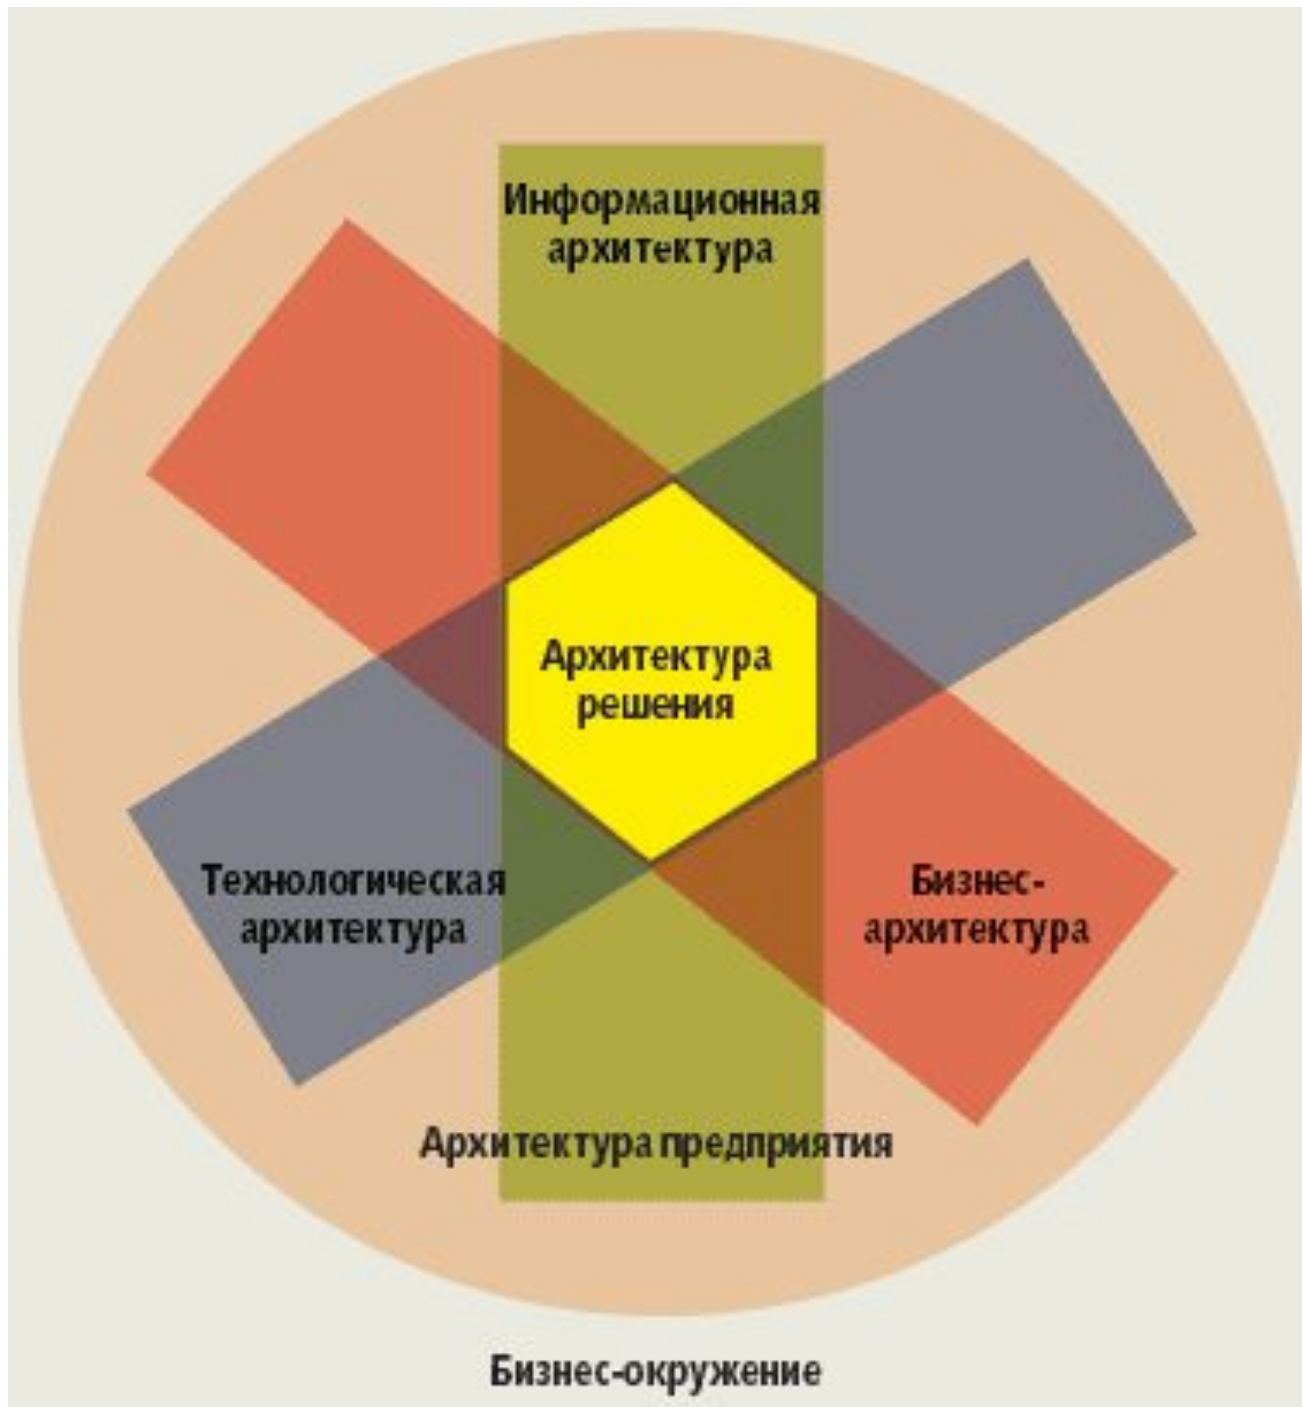 Информационная
архитектура
Архитектура
решения
Технологическая
архитектура
Бизнес-
архитектура
Архитектура предприятия
Бизнес-окружение